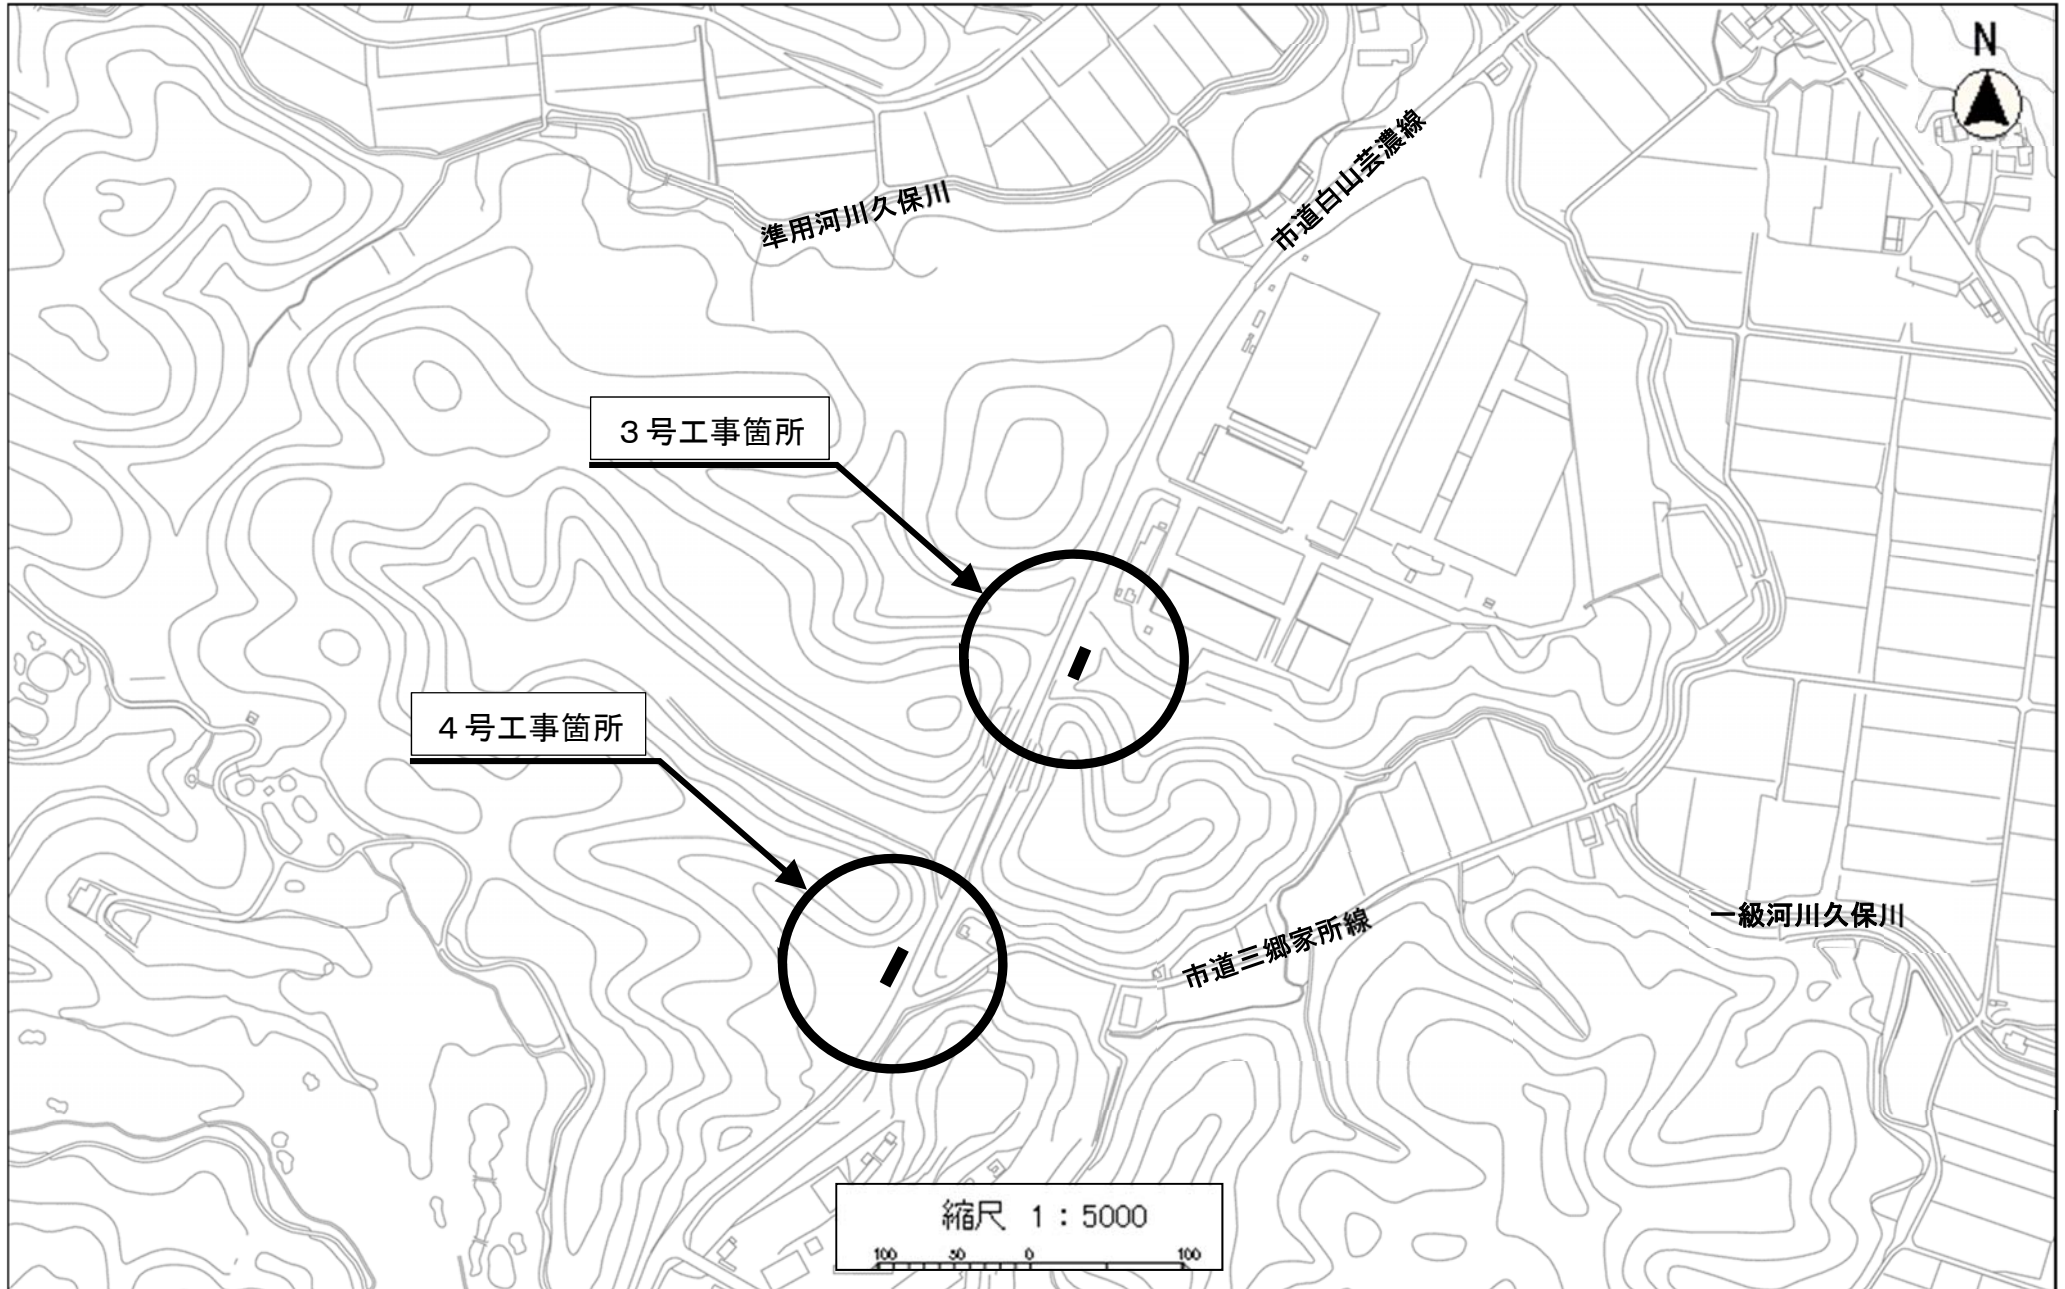 N
市道白山芸濃線
準用河川久保川
３号工事箇所
４号工事箇所
一級河川久保川
市道三郷家所線
縮尺 1：5000
100 50 0 100